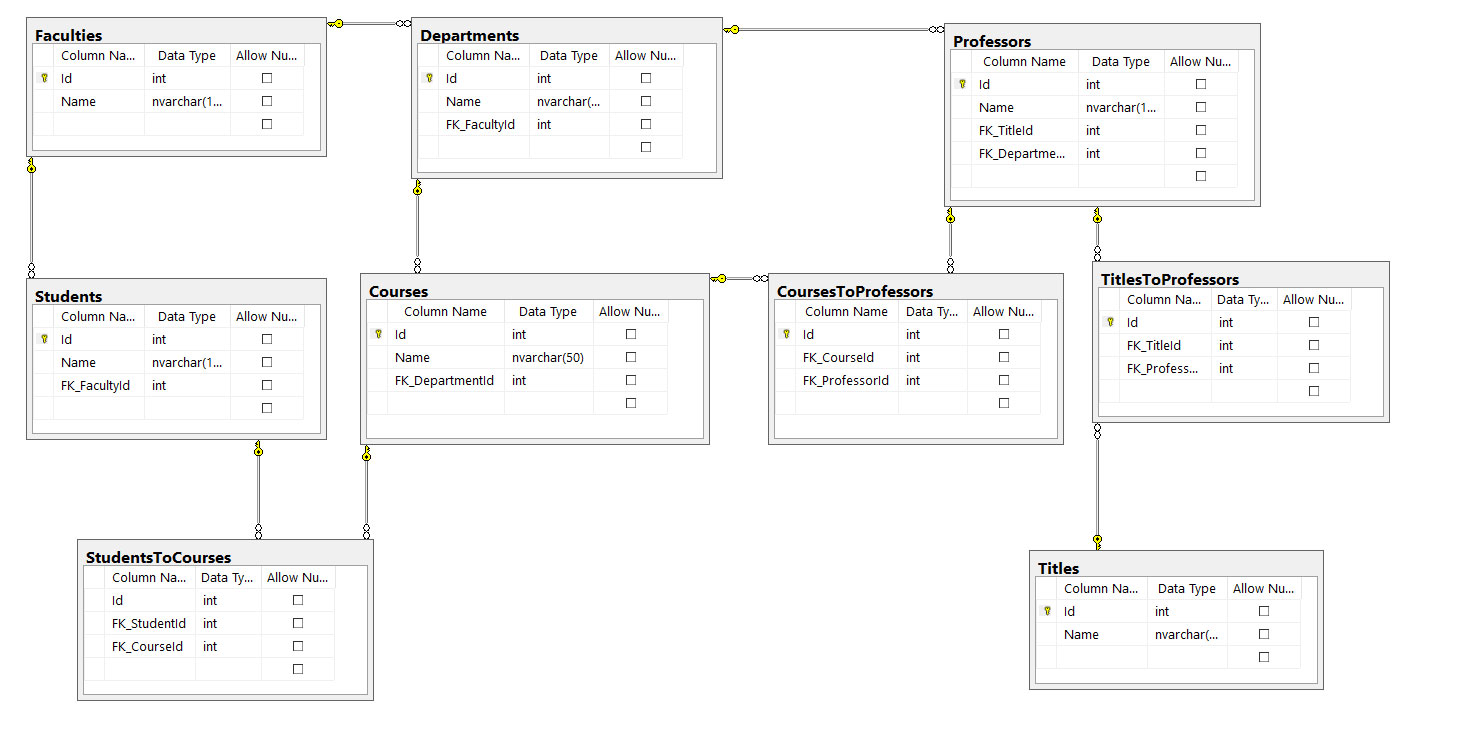 Faculties
Column Na... Data Type Allow Nu...
Id int
Name nvarchar(1...
Departments
Column Na... Data Type Allow Nu...
Id int
Name nvarchar(...
FK_FacultyId int
Professors
Column Name Data Type Allow Nu...
Id int
Name nvarchar(1...
FK_TitleId int
FK_Departme... int
Students
Column Na... Data Type Allow Nu...
Id int
Name nvarchar(1...
FK_FacultyId int
Courses
Column Name Data Type Allow Nu...
Id int
Name nvarchar(50)
FK_DepartmentId int
CoursesToProfessors
Column Name Data Ty... Allow Nu...
Id int
FK_CourseId int
FK_ProfessorId int
TitlesToProfessors
Column Na... Data Ty... Allow Nu...
Id int
FK_TitleId int
FK_Profess... int
StudentsToCourses
Column Na... Data Ty... Allow Nu...
Id int
FK_StudentId int
FK_CourseId int
Titles
Column Na... Data Type Allow Nu...
Id int
Name nvarchar(...